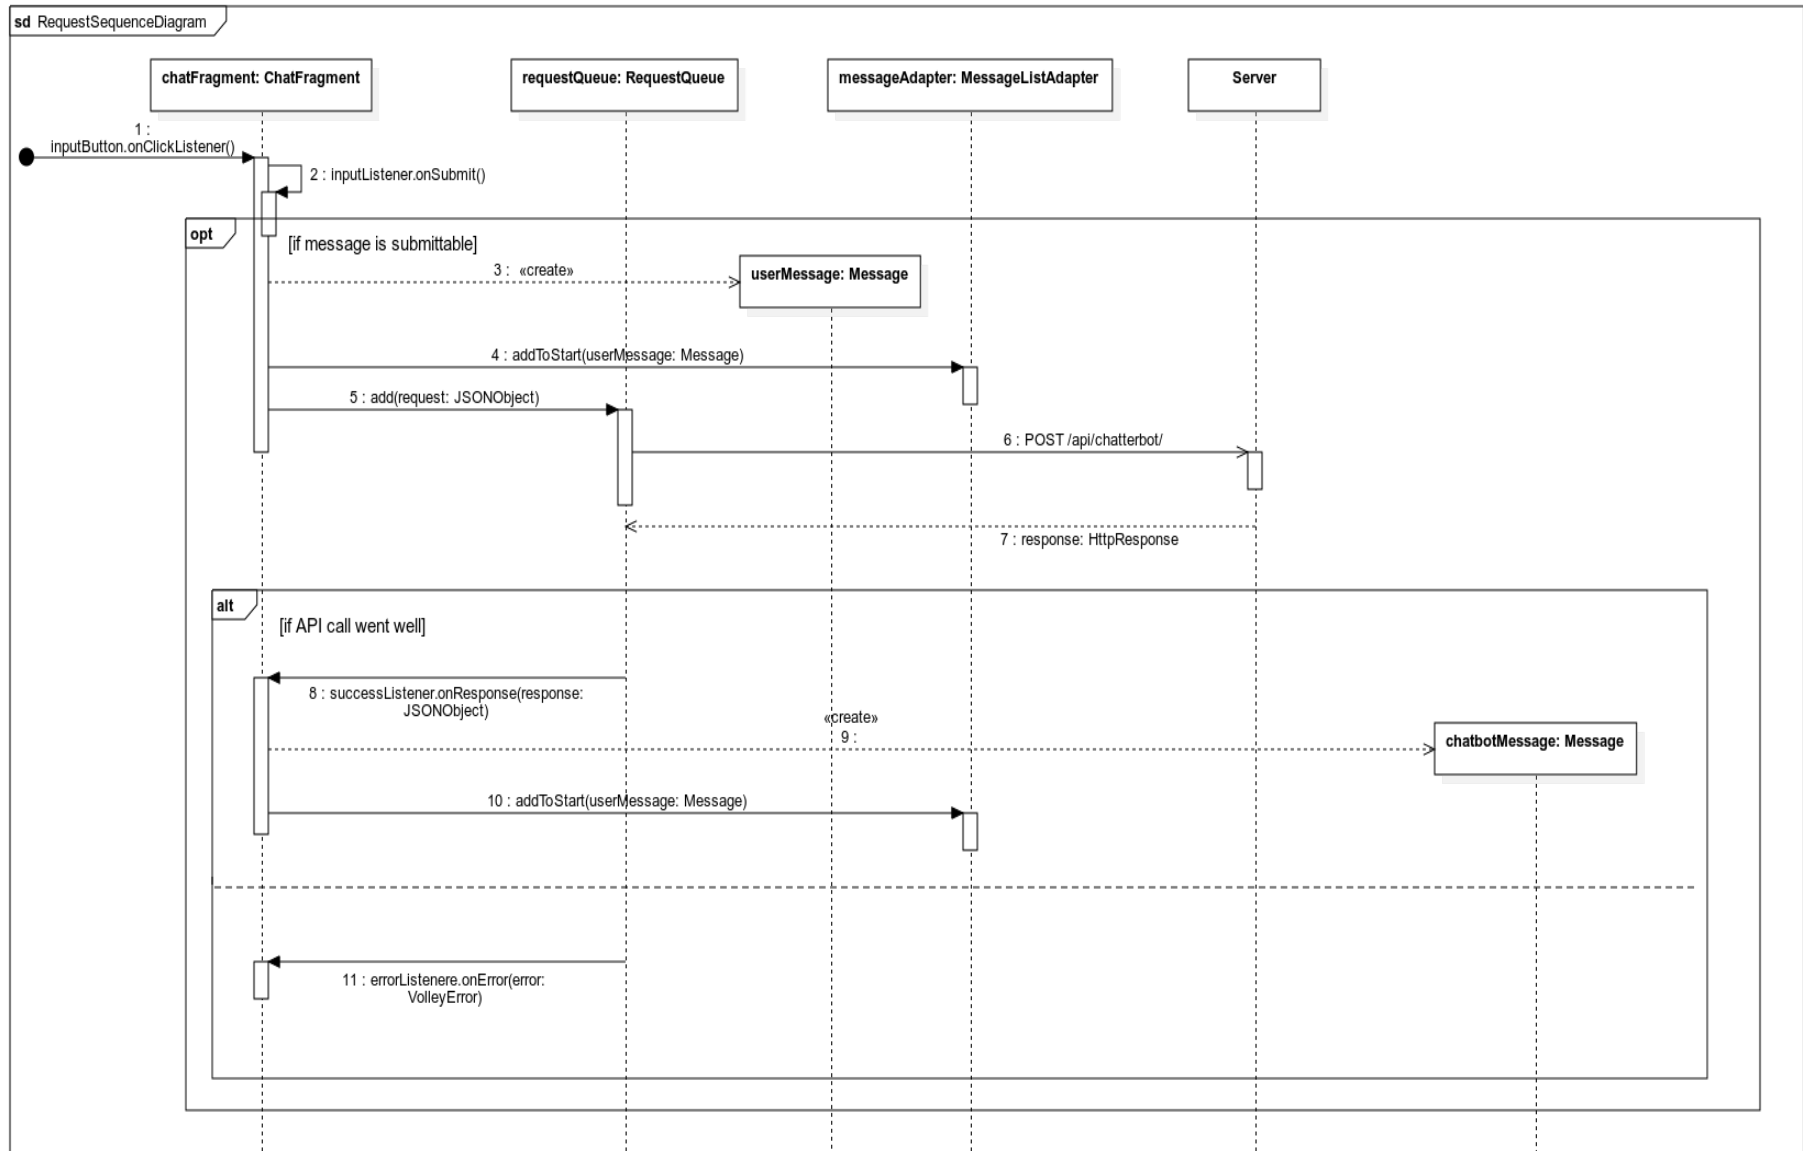 sd RequestSequenceDiagram
chatFragment: ChatFragment
requestQueue: RequestQueue
messageAdapter: MessageListAdapter
Server
1 :
inputButton.onClickListener()
2 : inputListener.onSubmit()
opt
[if message is submittable]
3 : «create»
userMessage: Message
4 : addToStart(userMessage: Message)
5 : add(request: JSONObject)
6 : POST /api/chatterbot/
7 : response: HttpResponse
alt
[if API call went well]
8 : successListener.onResponse(response:
JSONObject)
«create»
9 :
chatbotMessage: Message
10 : addToStart(userMessage: Message)
11 : errorListenere.onError(error:
VolleyError)